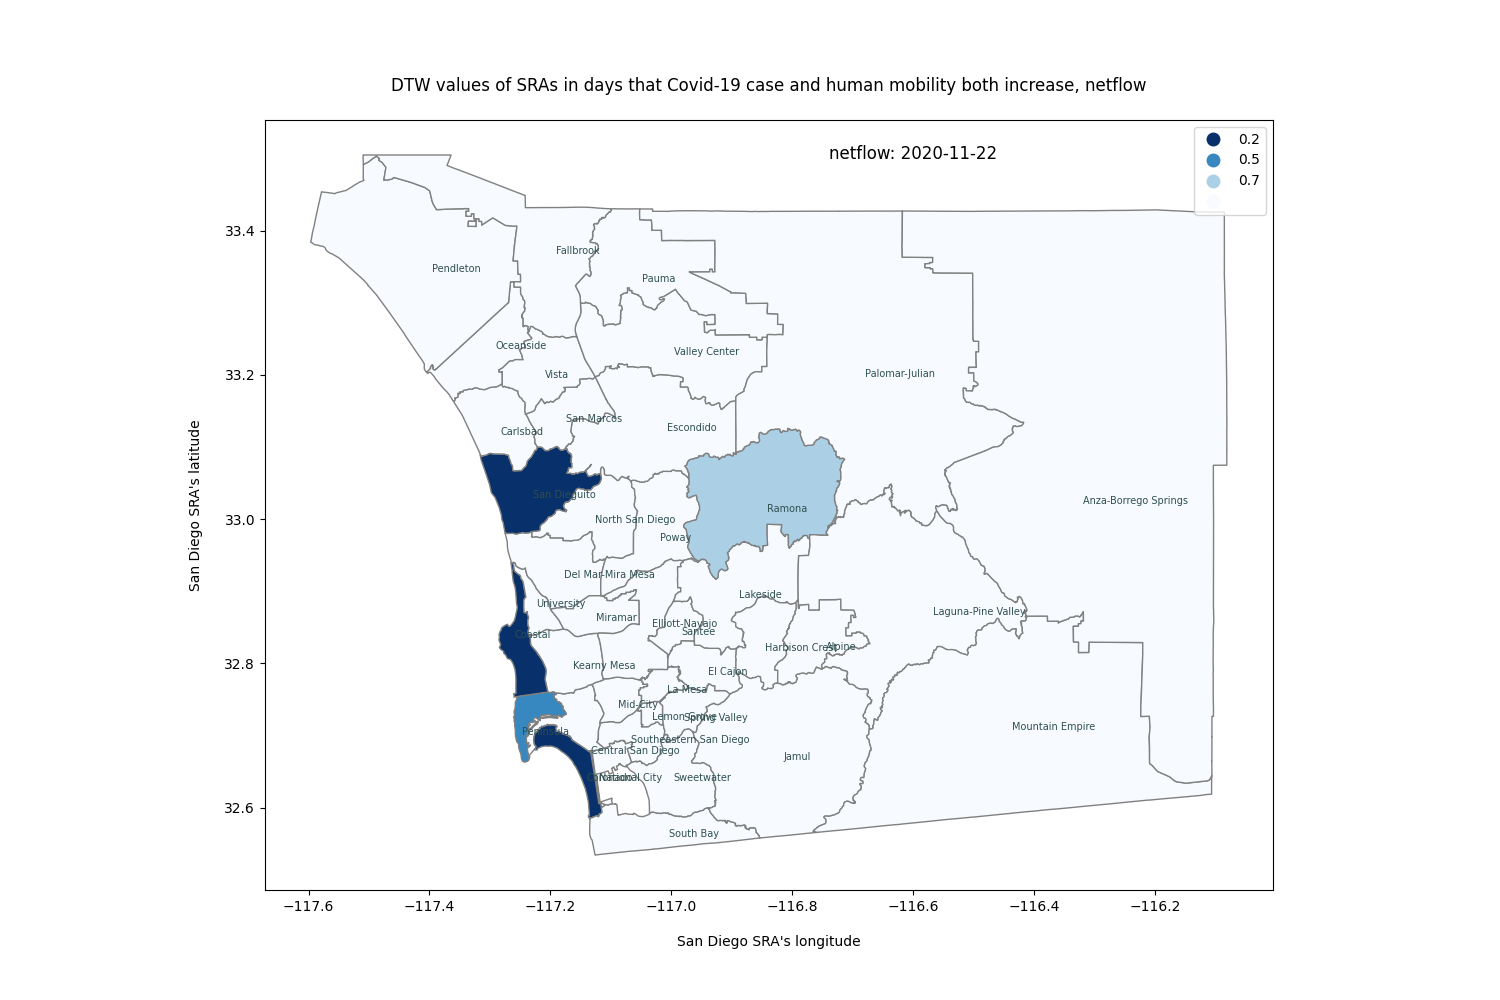 DTW values of SRAs in days that Covid-19 case and human mobility both increase, netflow
netflow: 2020-11-22
0.2
0.5
0.7
33.4
33.2
33.0
32.8
32.6
San Diego SRA's latitude
Fallbrook
Pendleton
Pauma
Oceanside
Valley Center
Vista
Palomar-Julian
San Marcos
Carlsbad
Escondido
San Dieguito
Anza-Borrego Springs
Ramona
North San Diego
Poway
Del Mar-Mira Mesa
Lakeside
University
Laguna-Pine Valley
Miramar
Elliott-Navajo
Santee
Coastal
Harbison Crest
Alpine
Kearny Mesa
El Cajon
La Mesa
Mid-City
Lemon Grove
Spring Valley
Mountain Empire
Peninsula
Southeastern San Diego
Central San Diego
Jamul
Coronado
National City
Sweetwater
South Bay
−117.6
−117.4
−117.2
−117.0
−116.8
−116.6
−116.4
−116.2
San Diego SRA's longitude